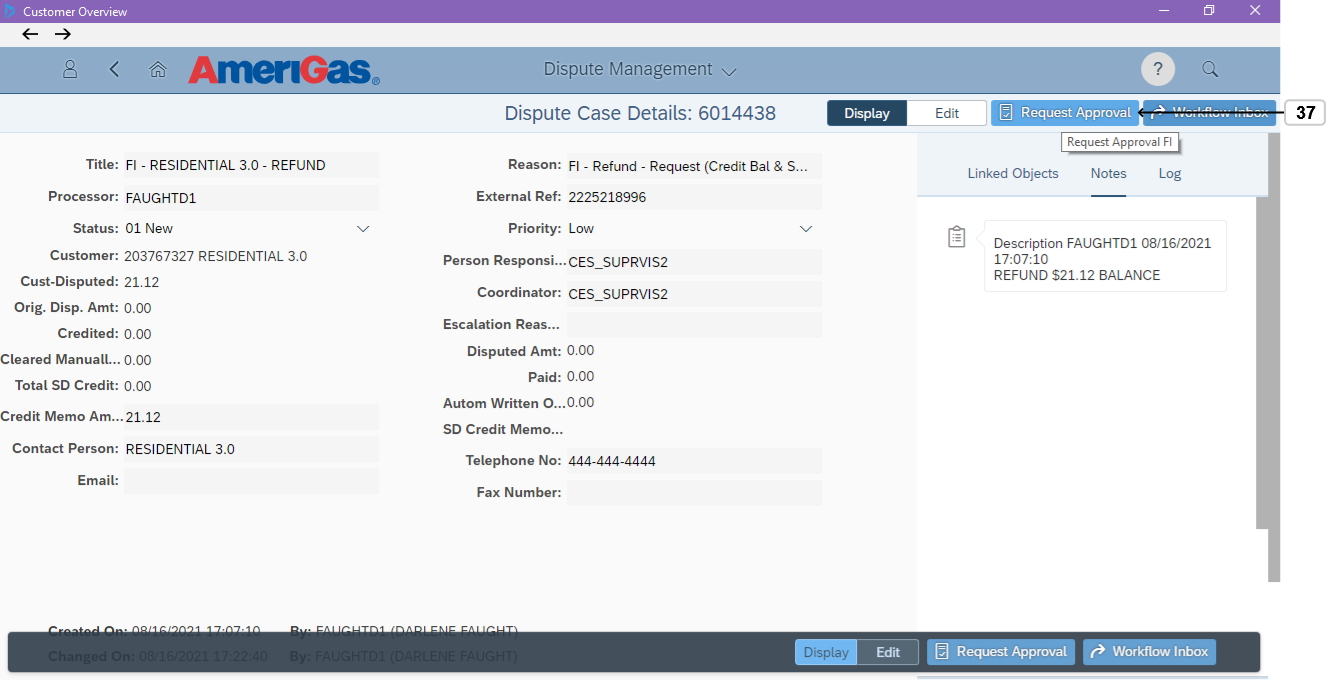 Customer Overview
AmeriGas®
Dispute Management
?
Dispute Case Details: 6014438
Display
Edit
Request Approval
Workflow Inbox
37
Request Approval FI
Title: FI - RESIDENTIAL 3.0 - REFUND
Processor: FAUGHTD1
Status: 01 New
Customer: 203767327 RESIDENTIAL 3.0
Cust-Disputed: 21.12
Orig. Disp. Amt: 0.00
Credited: 0.00
Cleared Manuall... 0.00
Total SD Credit: 0.00
Credit Memo Am... 21.12
Contact Person: RESIDENTIAL 3.0
Email:
Reason: FI - Refund - Request (Credit Bal & S...
External Ref: 2225218996
Priority: Low
Person Responsi... CES_SUPRVIS2
Coordinator: CES_SUPRVIS2
Escalation Reas...
Disputed Amt: 0.00
Paid: 0.00
Autom Written O... 0.00
SD Credit Memo...
Telephone No: 444-444-4444
Fax Number:
Linked Objects
Notes
Log
Description FAUGHTD1 08/16/2021
17:07:10
REFUND $21.12 BALANCE
Created On: 08/16/2021 17:07:10 By: FAUGHTD1 (DARLENE FAUGHT)
Changed On: 08/16/2021 17:22:40 By: FAUGHTD1 (DARLENE FAUGHT)
Display
Edit
Request Approval
Workflow Inbox